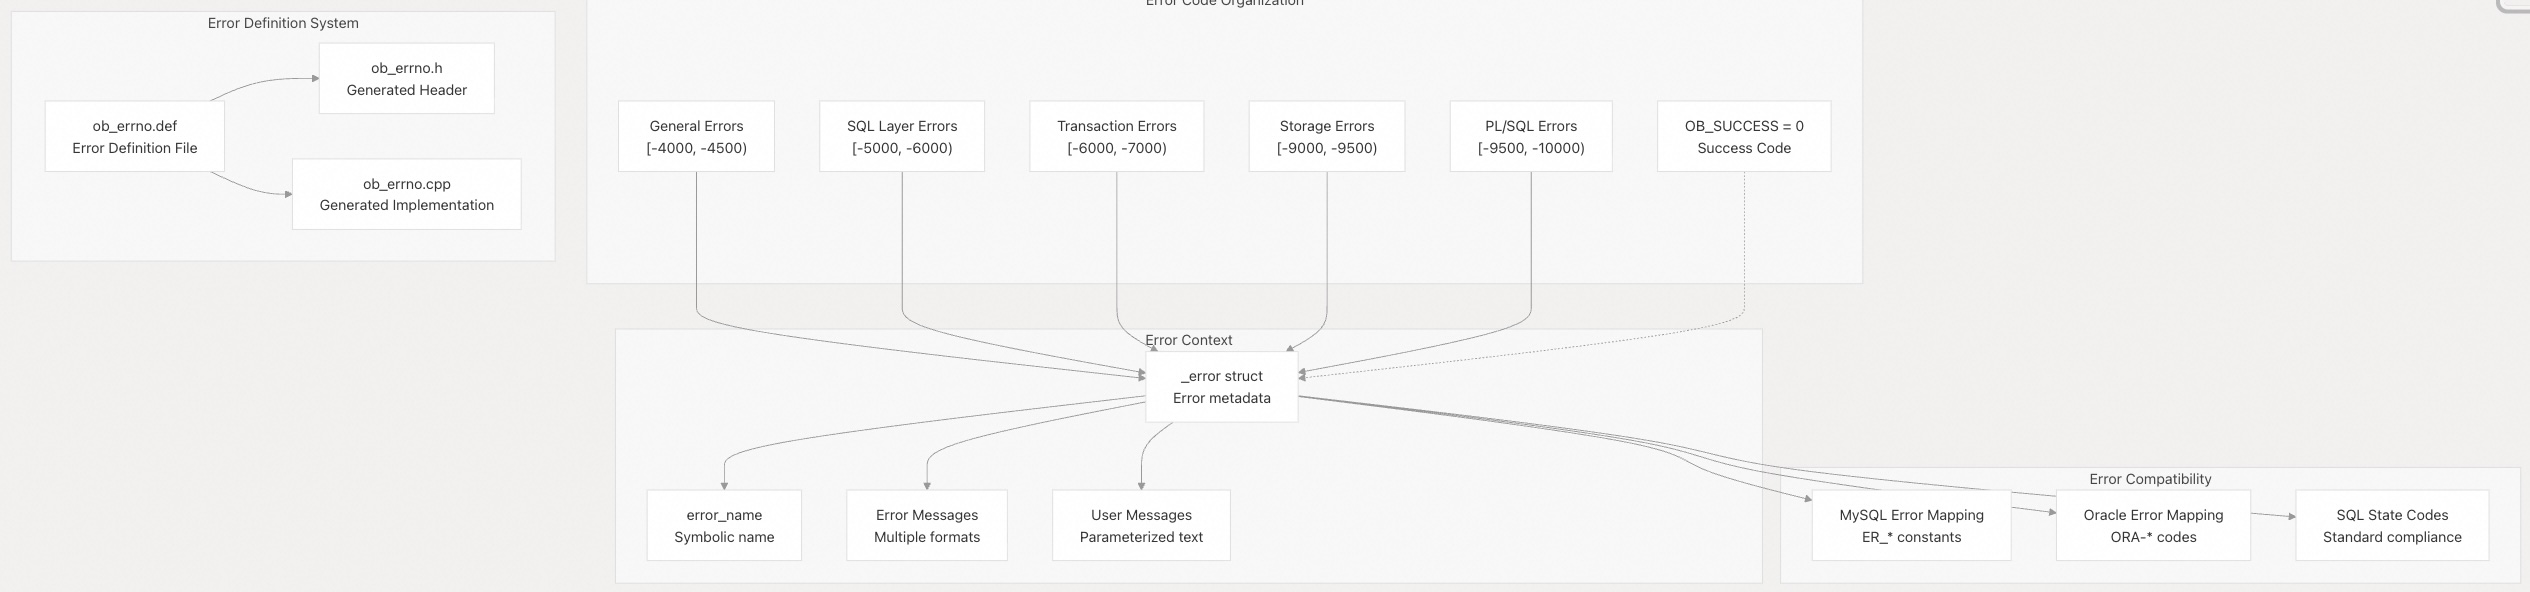 Error Definition System
ob_errno.h
Generated Header
ob_errno.def
Error Definition File
ob_errno.cpp
Generated Implementation
Error Code Organization
General Errors
[-4000, -4500)
SQL Layer Errors
[-5000, -6000)
Transaction Errors
[-6000, -7000)
Storage Errors
[-9000, -9500)
PL/SQL Errors
[-9500, -10000)
OB_SUCCESS = 0
Success Code
Error Context
_error struct
Error metadata
error_name
Symbolic name
Error Messages
Multiple formats
User Messages
Parameterized text
Error Compatibility
MySQL Error Mapping
ER_* constants
Oracle Error Mapping
ORA-* codes
SQL State Codes
Standard compliance